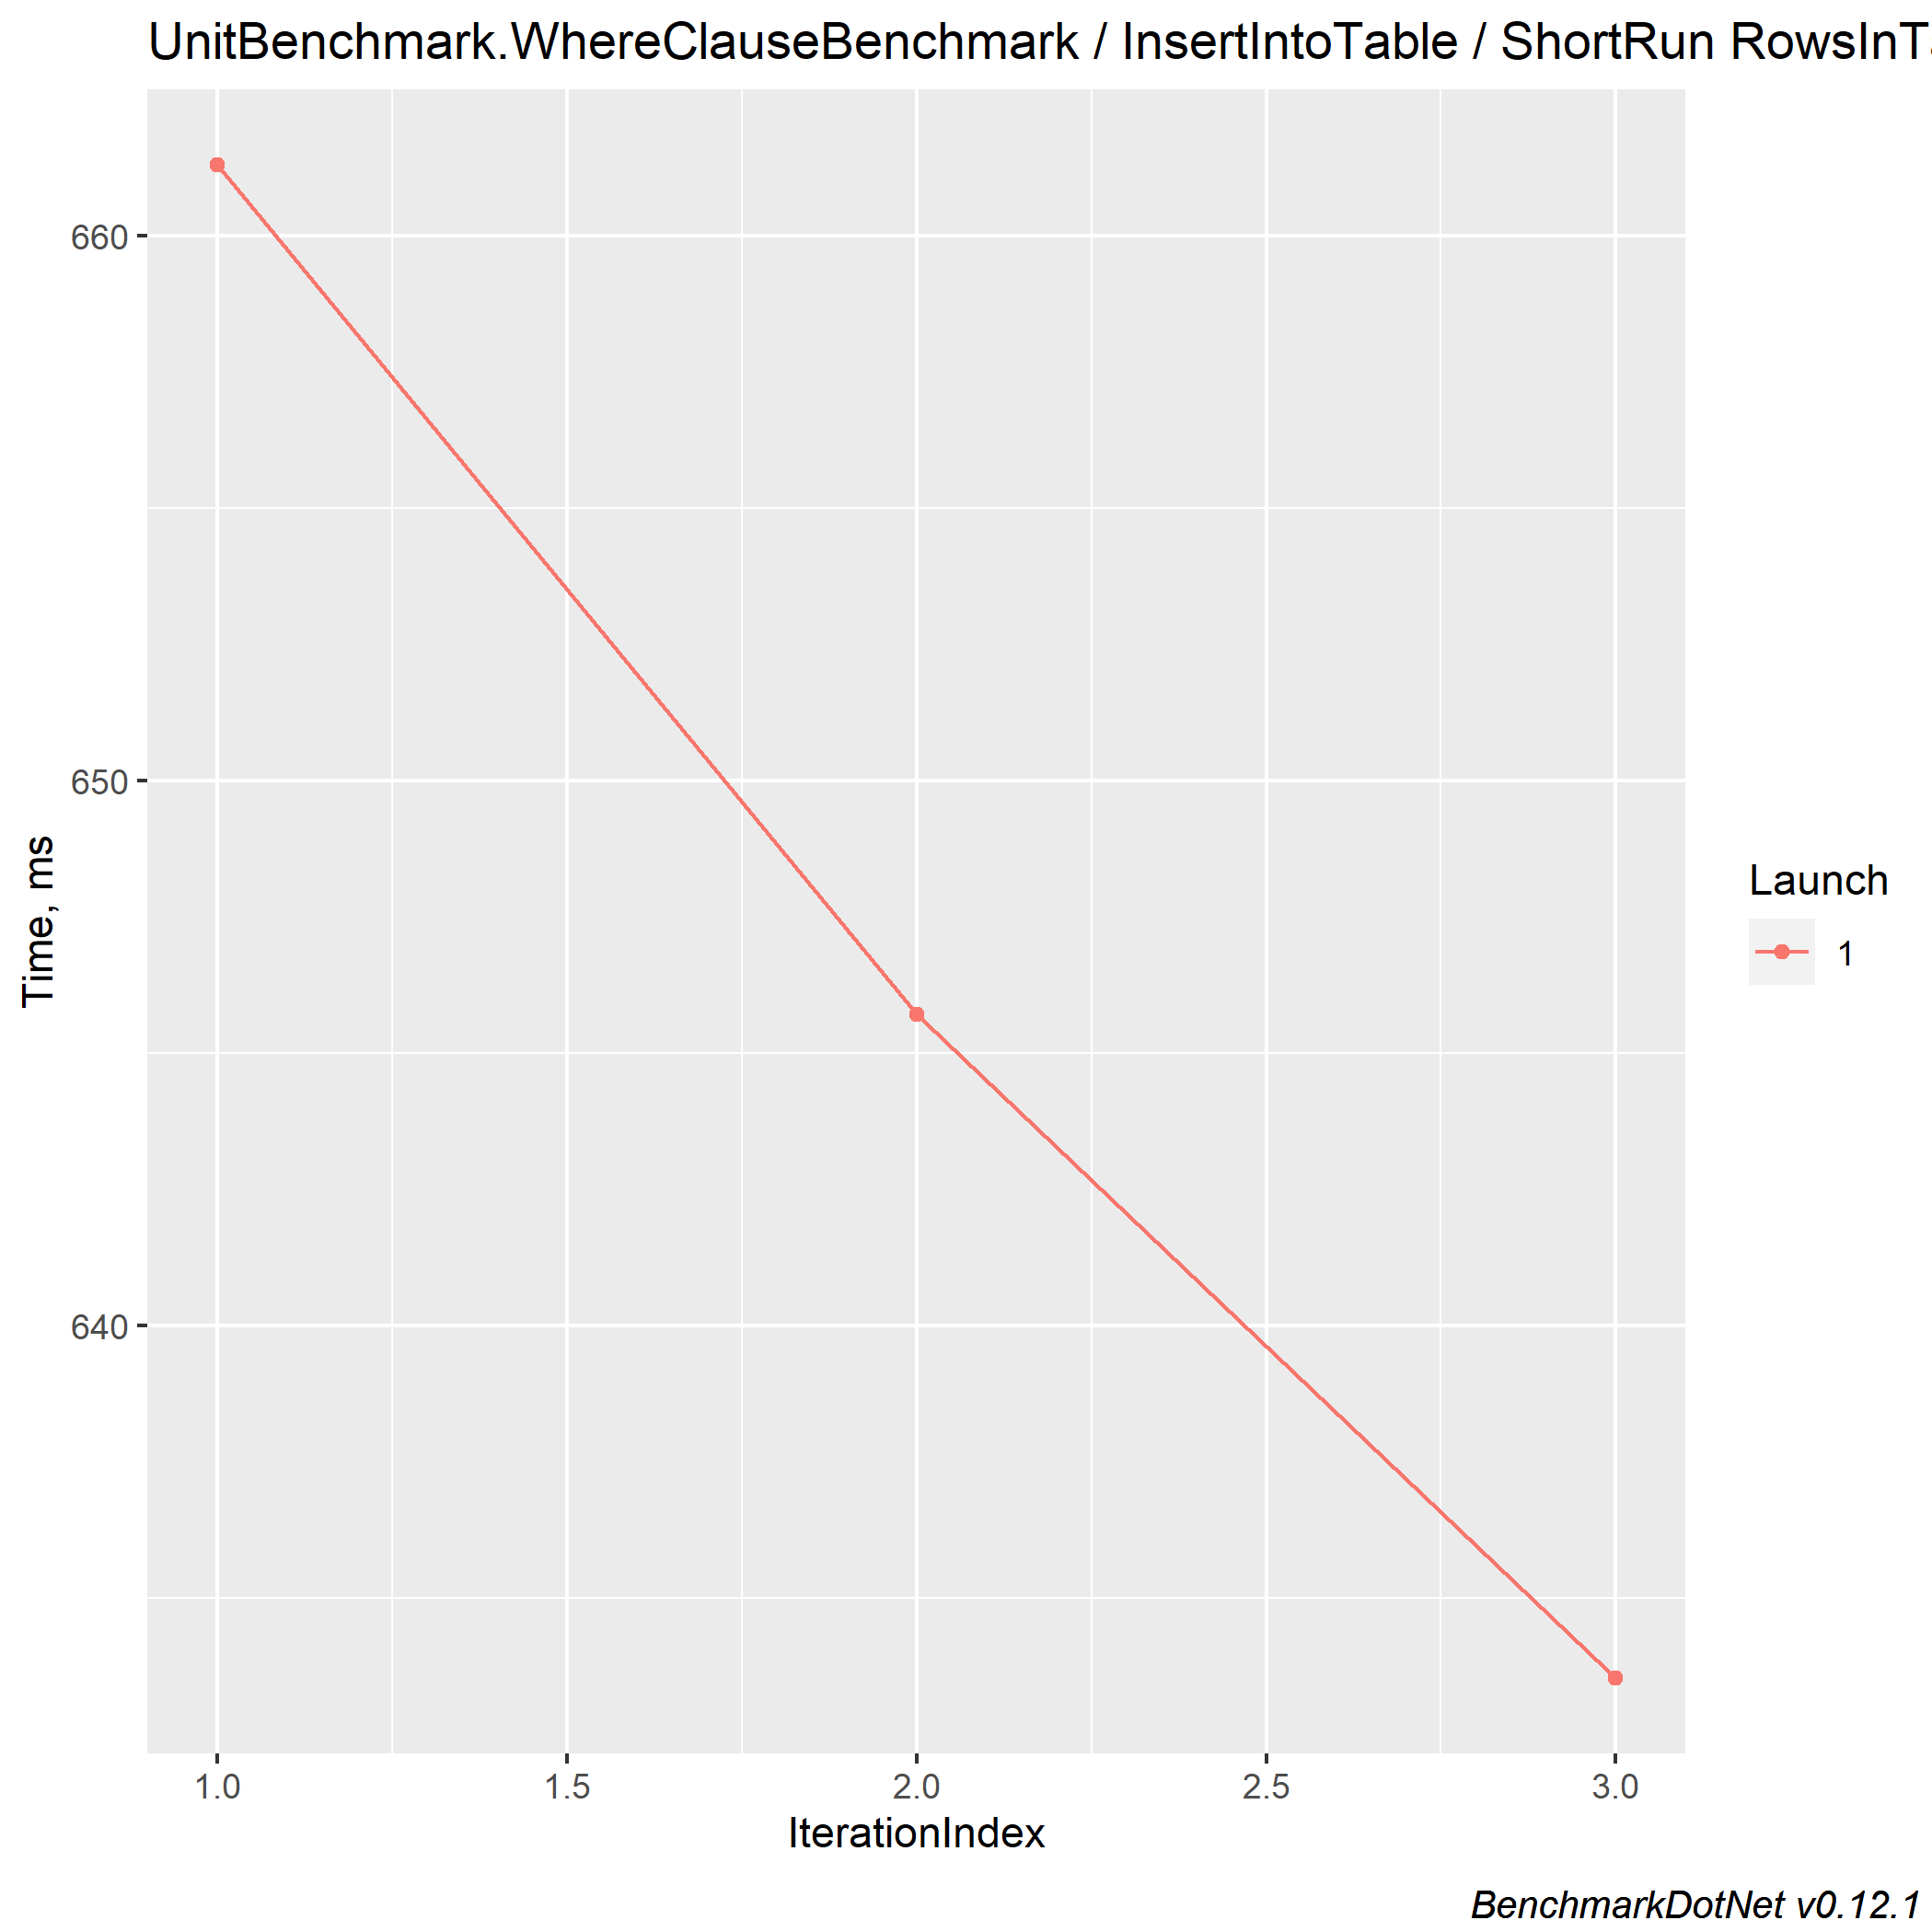 UnitBenchmark.WhereClauseBenchmark / InsertIntoTable / ShortRun
660
650
640
Time, ms
1.0 1.5 2.0 2.5 3.0
IterationIndex
Launch
1
BenchmarkDotNet v0.12.1